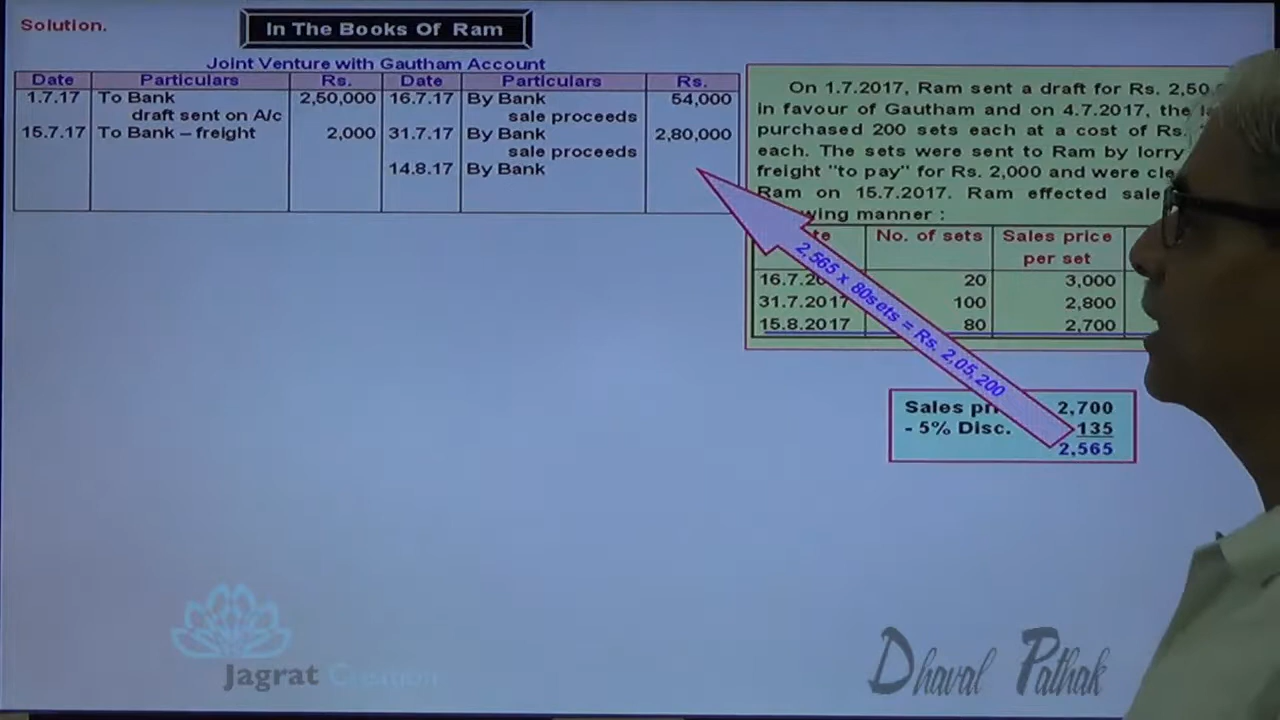 Solution.
In The Books Of Ram
Joint Venture with Gautham Account
Date Particulars Rs. Date Particulars Rs.
1.7.17 To Bank 2,50,000 16.7.17 By Bank 54,000
draft sent on A/c sale proceeds
15.7.17 To Bank – freight 2,000 31.7.17 By Bank 2,80,000
sale proceeds
14.8.17 By Bank
On 1.7.2017, Ram sent a draft for Rs. 2,50,
in favour of Gautham and on 4.7.2017, the
purchased 200 sets each at a cost of Rs.
each. The sets were sent to Ram by lorry
freight "to pay" for Rs. 2,000 and were
Ram on 15.7.2017. Ram effected
manner :
No. of sets Sales price
per set
20 3,000
31.7.2017 100 2,800
15.8.2017 80 2,700
2,565 x 80sets = Rs. 2,05,200
Sales 2,700
- 5% Disc. 135
2,565
Jagrat Creation
Dhaval Pathak